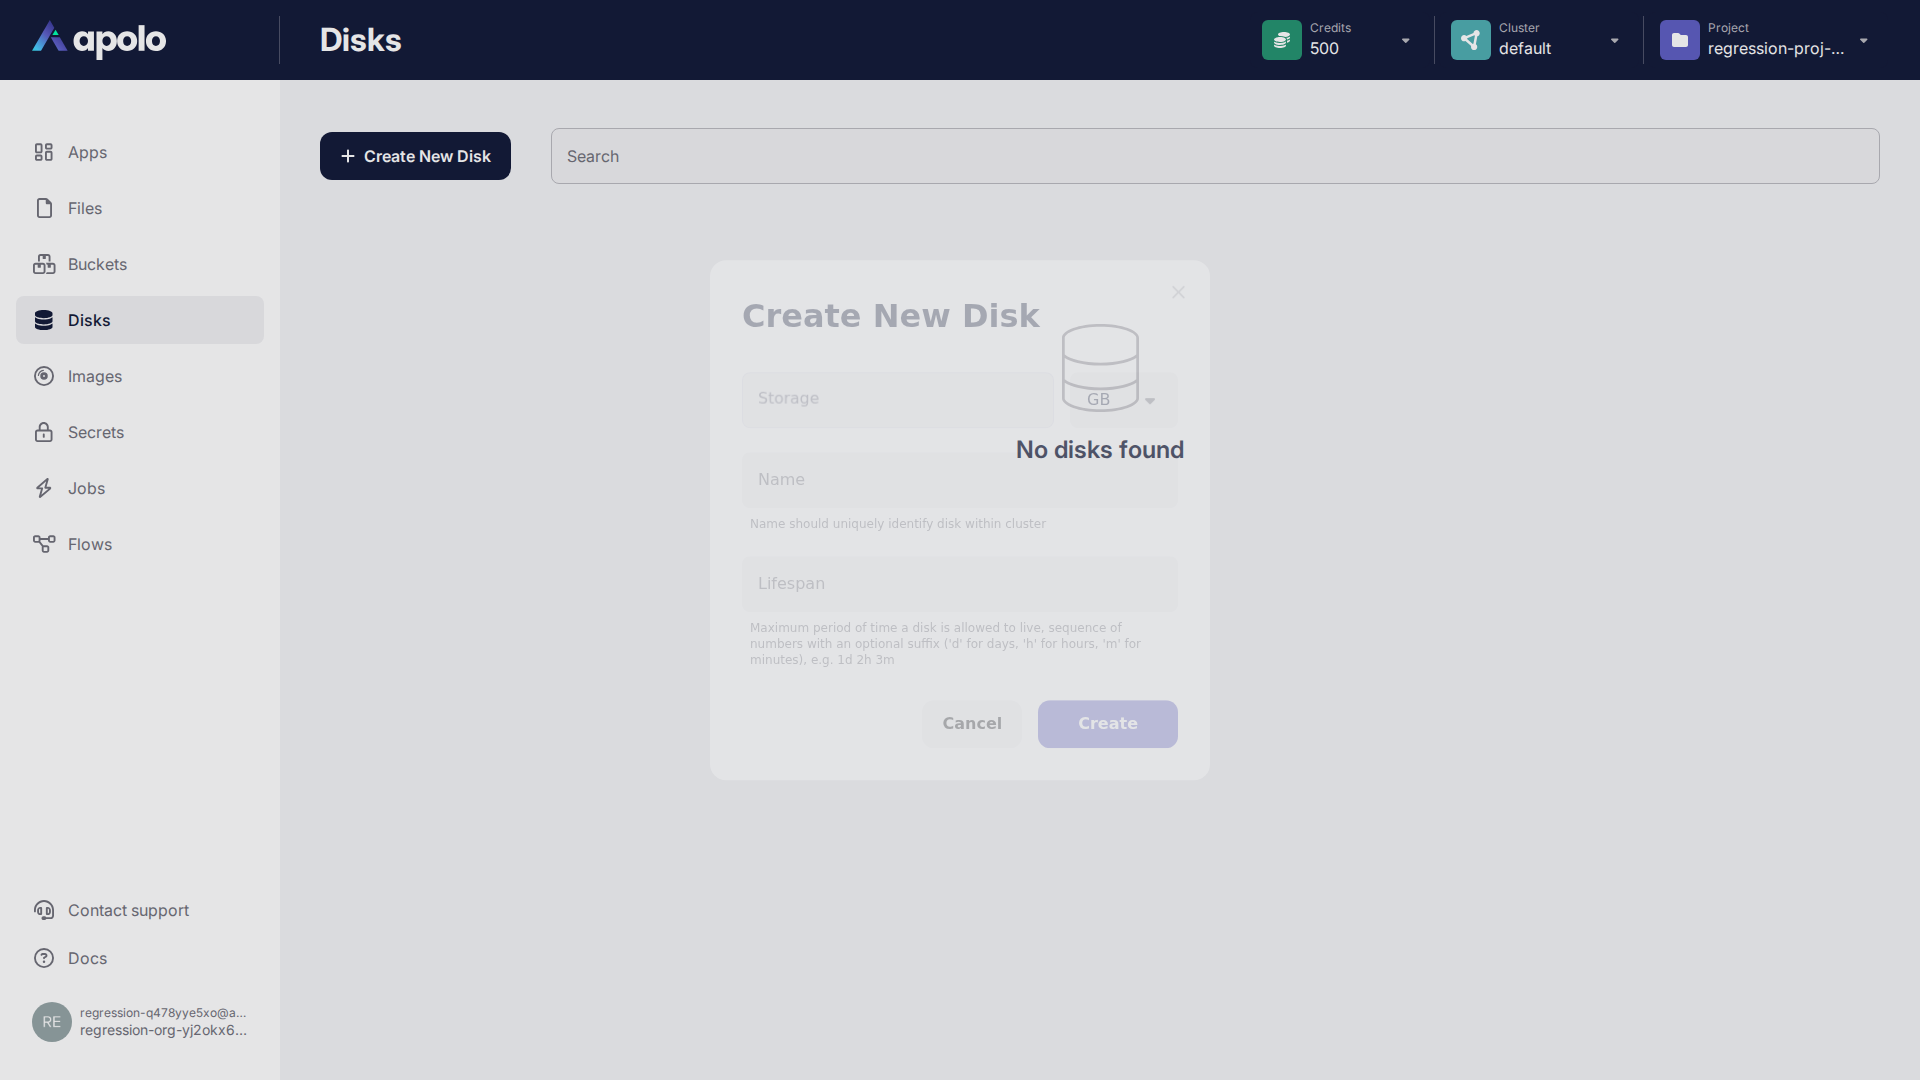 apolo
Disks
Credits
500
Cluster
default
Project
regression-proj-...
Apps
Files
Buckets
Disks
Images
Secrets
Jobs
Flows
Contact support
Docs
RE
regression-q478yye5xo@a...
regression-org-yj2okx6...
Create New Disk
Search
Create New Disk
Storage
GB
No disks found
Name
Name should uniquely identify disk within cluster
Lifespan
Maximum period of time a disk is allowed to live, sequence of
numbers with an optional suffix ('d' for days, 'h' for hours, 'm' for
minutes), e.g. 1d 2h 3m
Cancel
Create